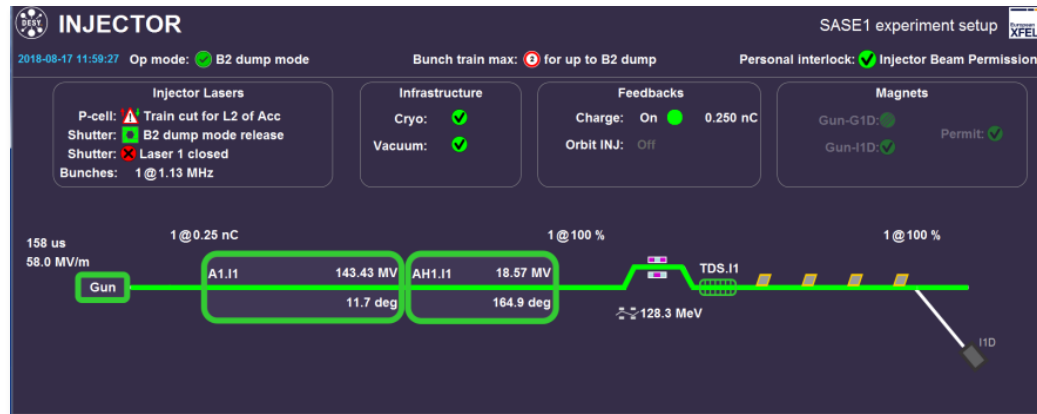 DESY
INJECTOR
SASE1 experiment setup
European
XFEL
2018-08-17 11:59:27 Op mode: B2 dump mode
Bunch train max: for up to B2 dump
Personal interlock: Injector Beam Permission
Injector Lasers
P-cell: Train cut for L2 of Acc
Shutter: B2 dump mode release
Shutter: Laser 1 closed
Bunches: 1@1.13 MHz
Infrastructure
Cryo:
Vacuum:
Feedbacks
Charge: On 0.250 nC
Orbit INJ: Off
Magnets
Gun-G1D:
Gun-I1D:
Permit:
158 us
58.0 MV/m
Gun
1@0.25 nC
A1.I1 143.43 MV
11.7 deg
AH1.I1 18.57 MV
164.9 deg
1@100 %
TDS.I1
128.3 MeV
1@100 %
I1D